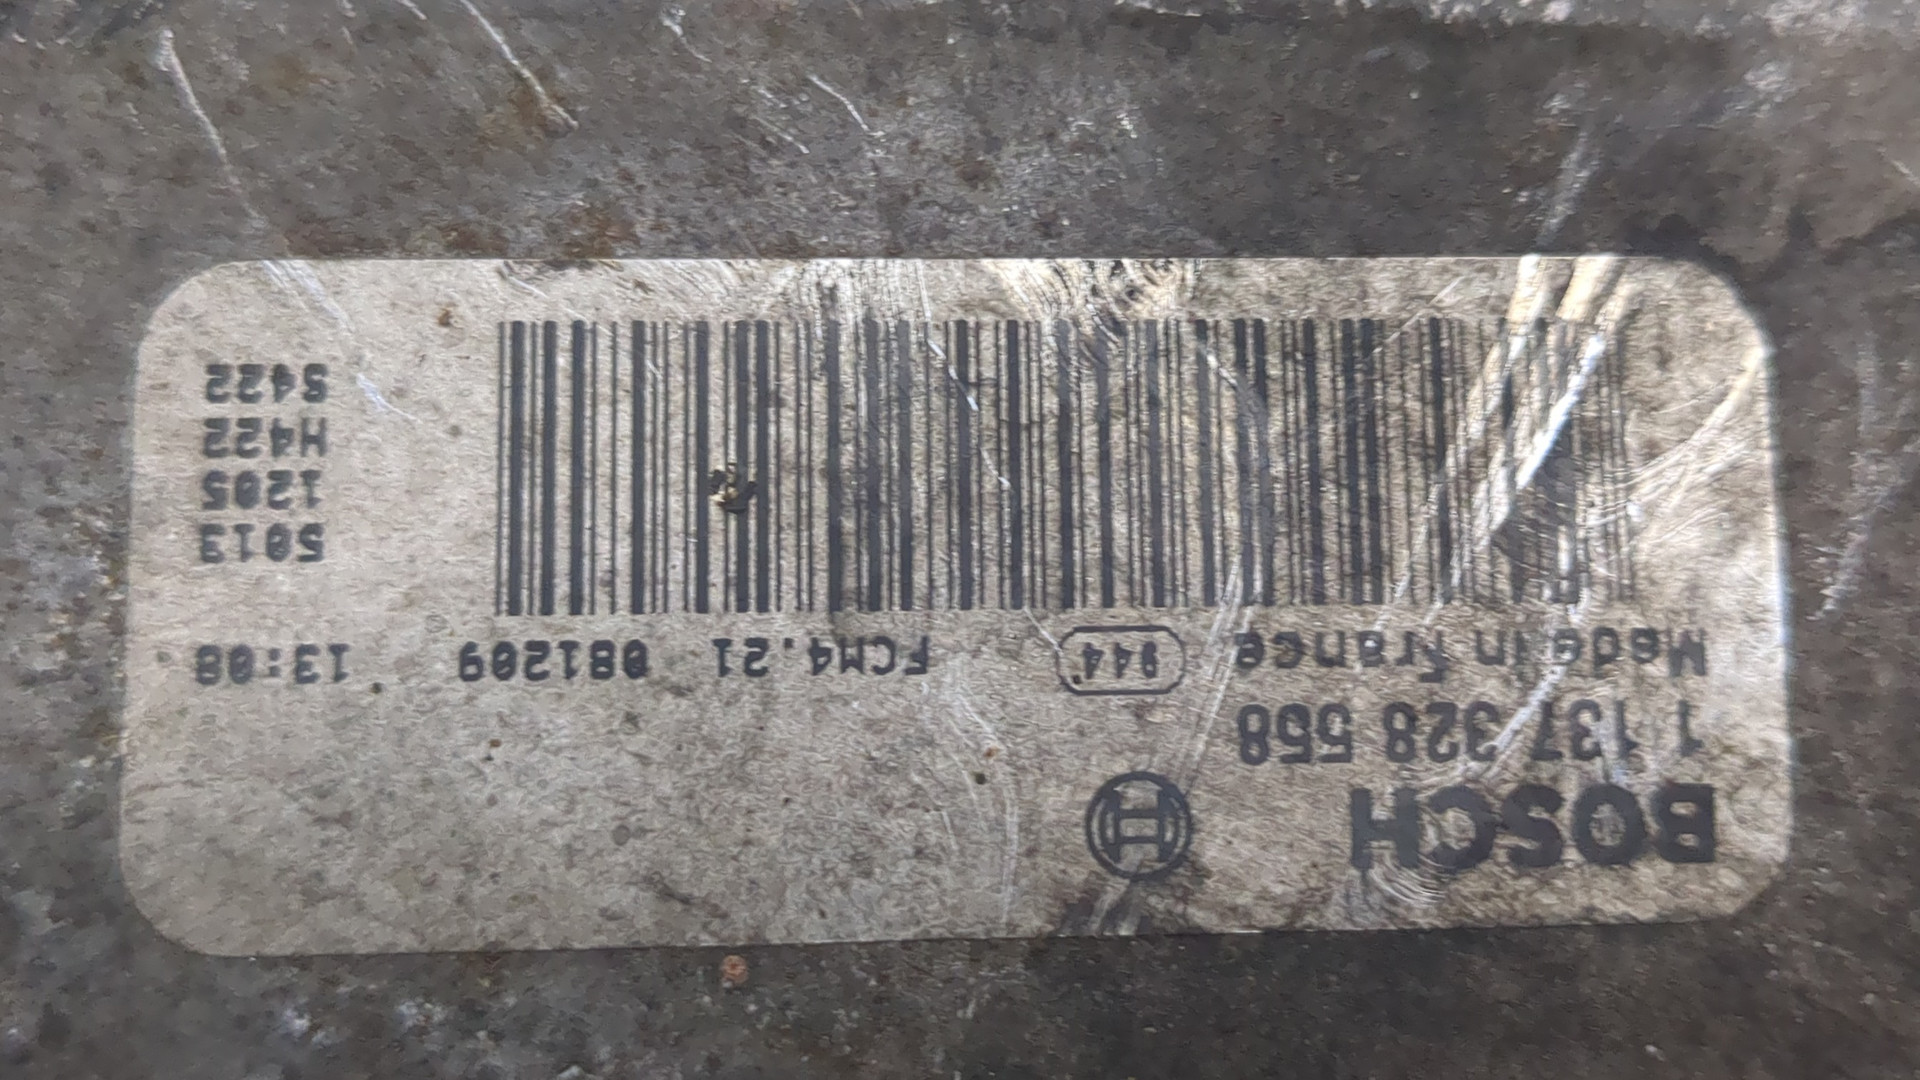 BOSCH
1 137 328 558
Made in France 944 FCM4.21 081209 13:08
5013
1205
H422
S422